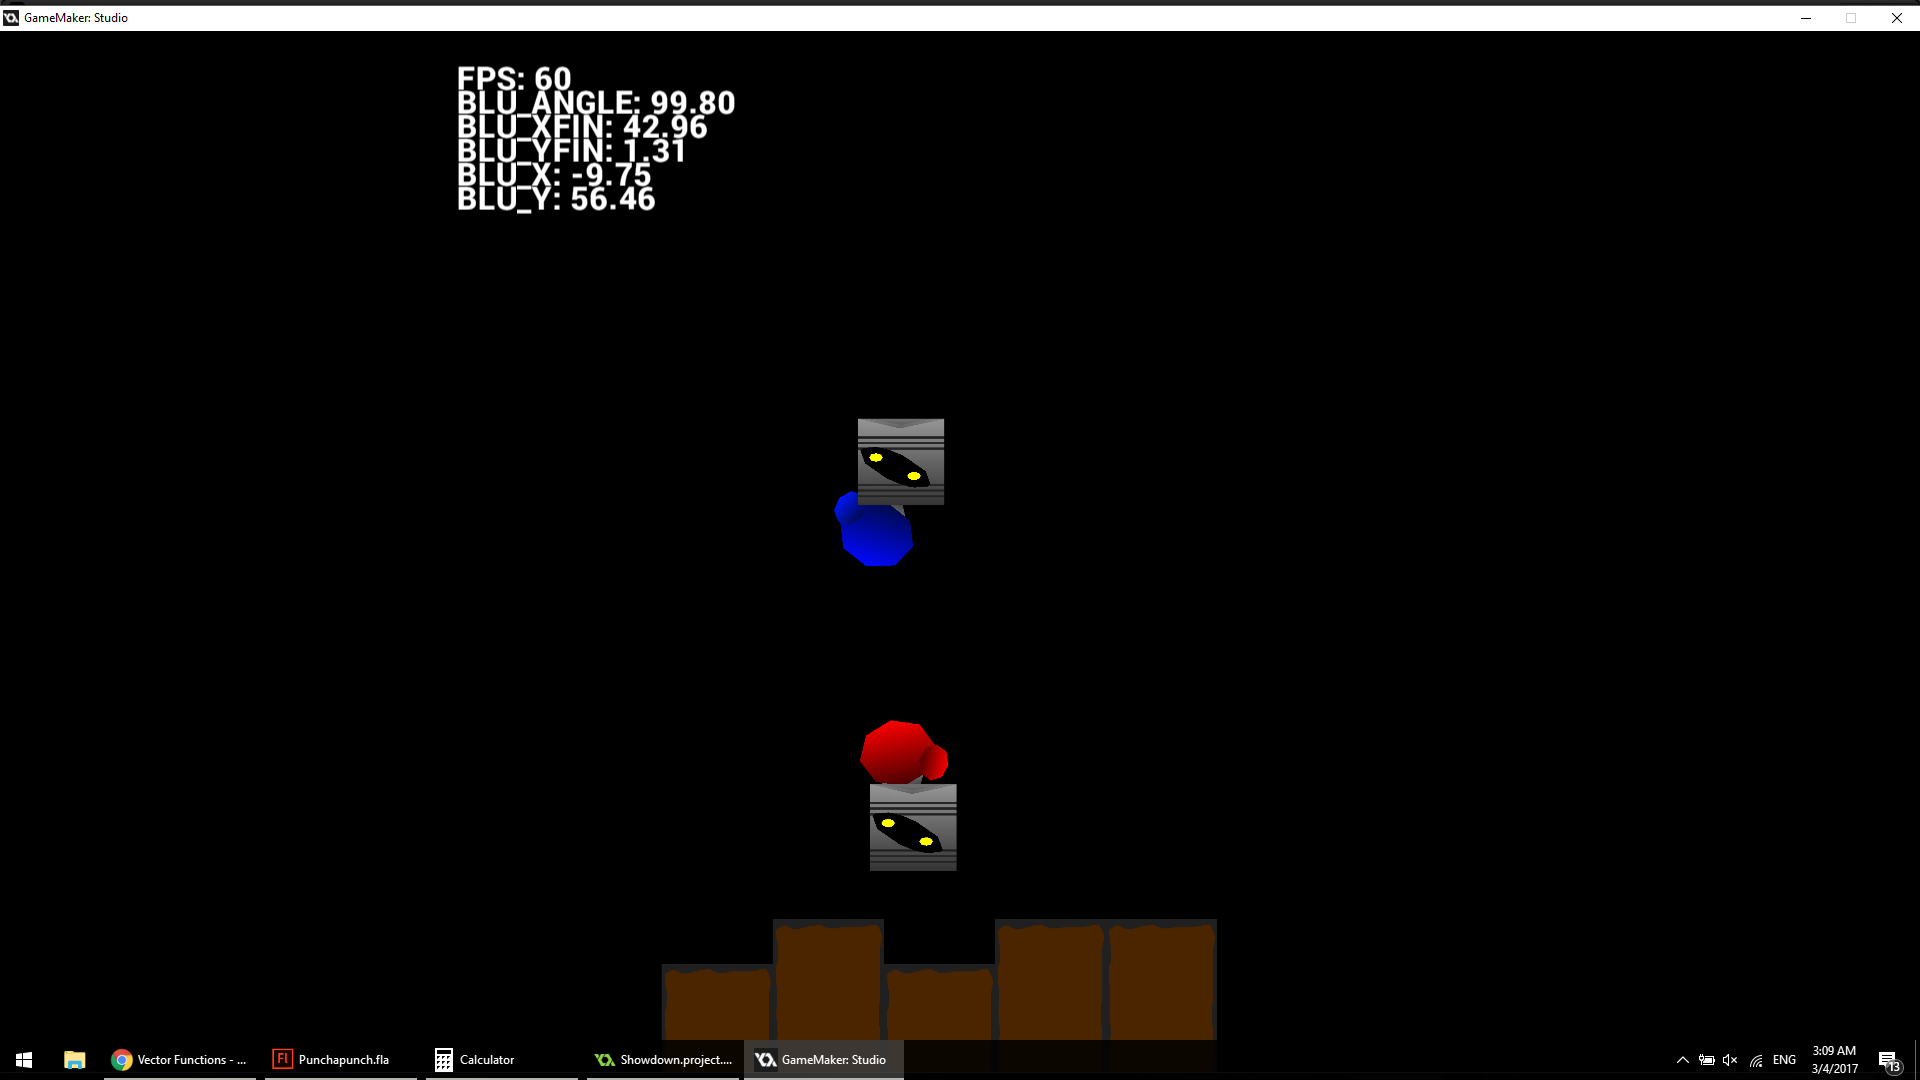 GameMaker: Studio
FPS: 60
BLU_ANGLE: 99.80
BLU_XFIN: 42.96
BLU_YFIN: 1.31
BLU_X: -9.75
BLU_Y: 56.46
Vector Functions - ...
Fl
Punchapunch.fla
Calculator
Showdown.project....
GameMaker: Studio
ENG
3:09 AM
3/4/2017
13